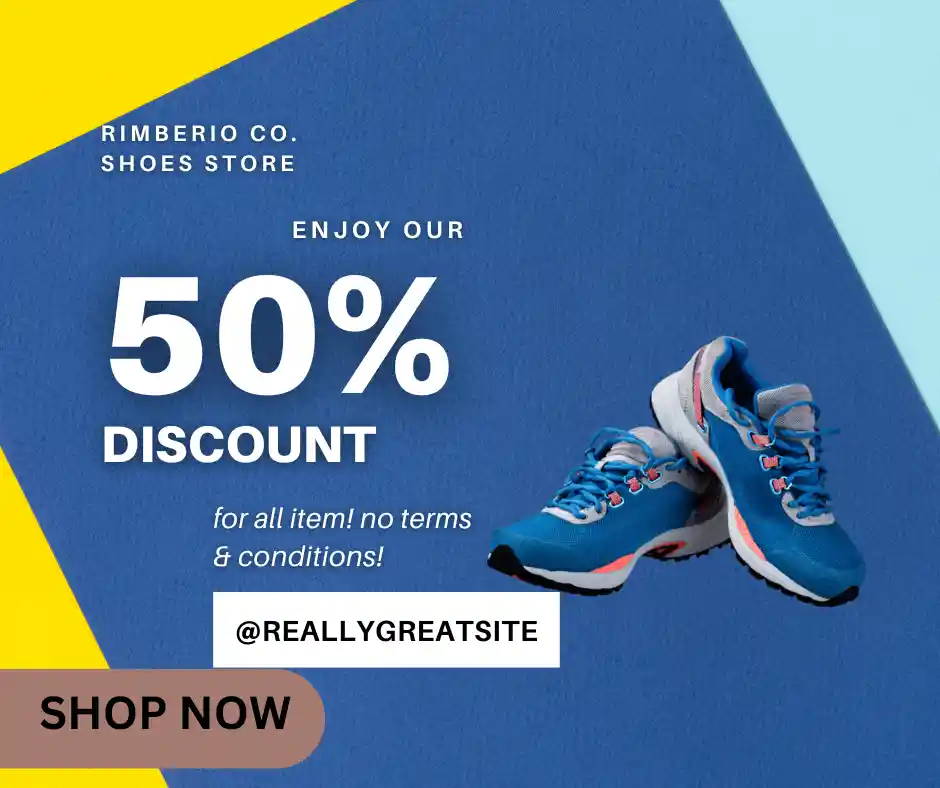 RIMBERIO CO.
SHOES STORE
ENJOY OUR
50%
DISCOUNT
for all item! no terms
& conditions!
@REALLYGREATSITE
SHOP NOW